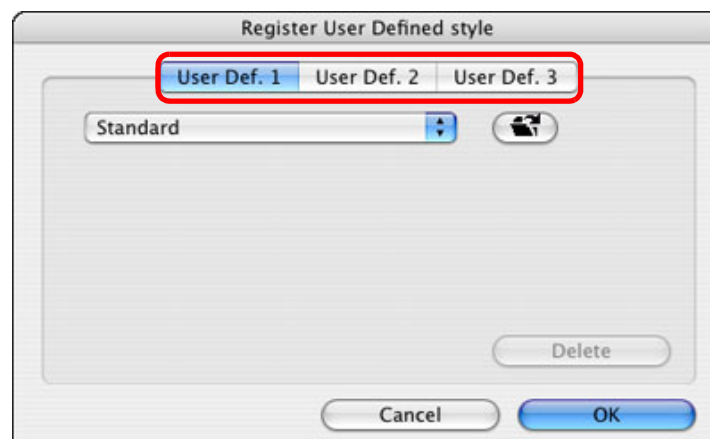 Register User Defined style
User Def. 1 User Def. 2 User Def. 3
Standard
Delete
Cancel OK